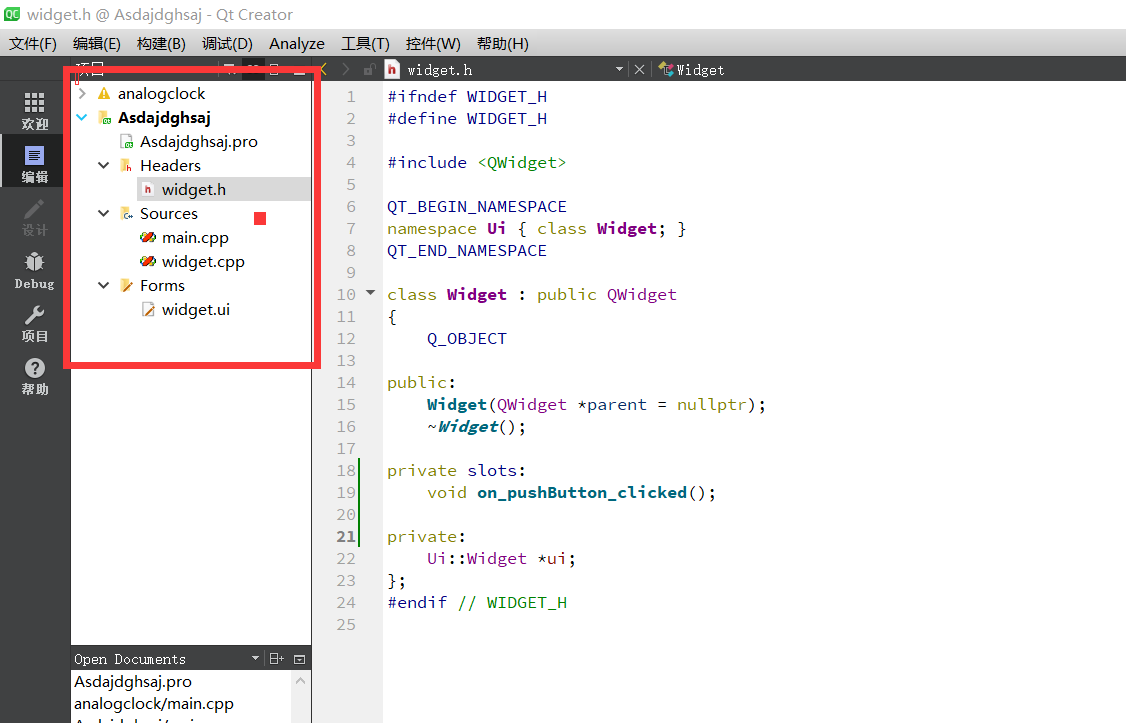 QC widget.h @ Asdajdghsaj - Qt Creator
文件(F) 编辑(E) 构建(B) 调试(D) Analyze 工具(T) 控件(W) 帮助(H)
项目
widget.h
Widget
欢迎
编辑
设计
Debug
项目
帮助
analogclock
Asdajdghsaj
Asdajdghsaj.pro
Headers
widget.h
Sources
main.cpp
widget.cpp
Forms
widget.ui
Open Documents
Asdajdghsaj.pro
analogclock/main.cpp
1 #ifndef WIDGET_H
2 #define WIDGET_H
3
4 #include <QWidget>
5
6 QT_BEGIN_NAMESPACE
7 namespace Ui { class Widget; }
8 QT_END_NAMESPACE
9
10 class Widget : public QWidget
11 {
12 Q_OBJECT
13
14 public:
15 Widget(QWidget *parent = nullptr);
16 ~Widget();
17
18 private slots:
19 void on_pushButton_clicked();
20
21 private:
22 Ui::Widget *ui;
23 };
24 #endif // WIDGET_H
25